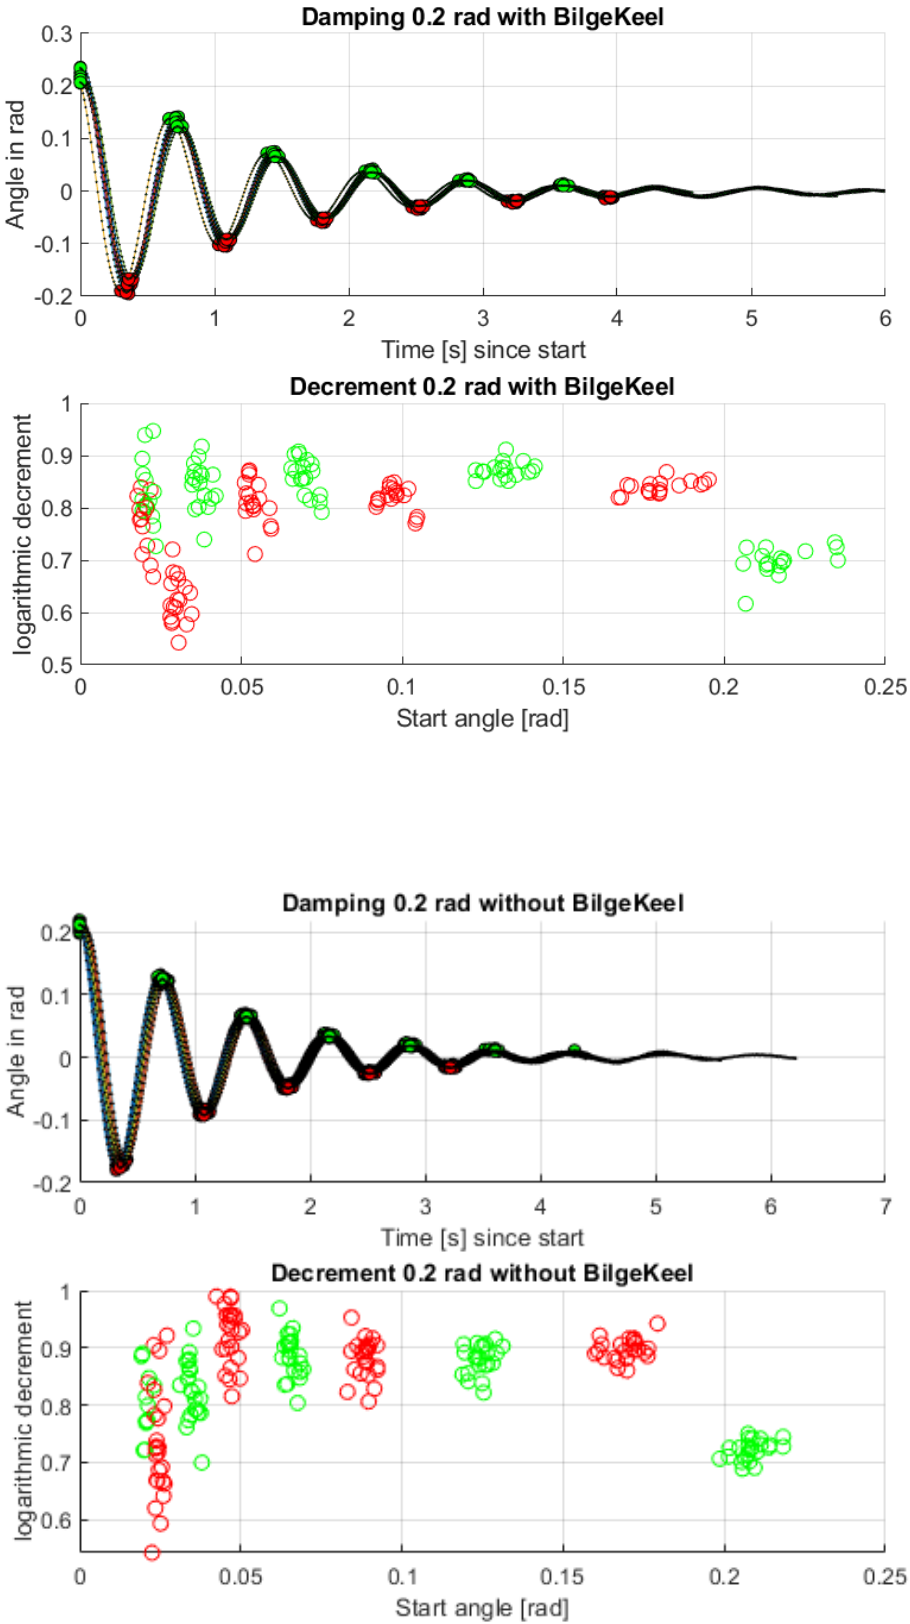 Damping 0.2 rad with BilgeKeel
0.3
0.2
0.1
0
-0.1
-0.2
Angle in rad
0 1 2 3 4 5 6
Time [s] since start
Decrement 0.2 rad with BilgeKeel
1
0.9
0.8
0.7
0.6
0.5
logarithmic decrement
0 0.05 0.1 0.15 0.2 0.25
Start angle [rad]
Damping 0.2 rad without BilgeKeel
0.2
0.1
0
-0.1
-0.2
Angle in rad
0 1 2 3 4 5 6 7
Time [s] since start
Decrement 0.2 rad without BilgeKeel
1
0.9
0.8
0.7
0.6
logarithmic decrement
0 0.05 0.1 0.15 0.2 0.25
Start angle [rad]